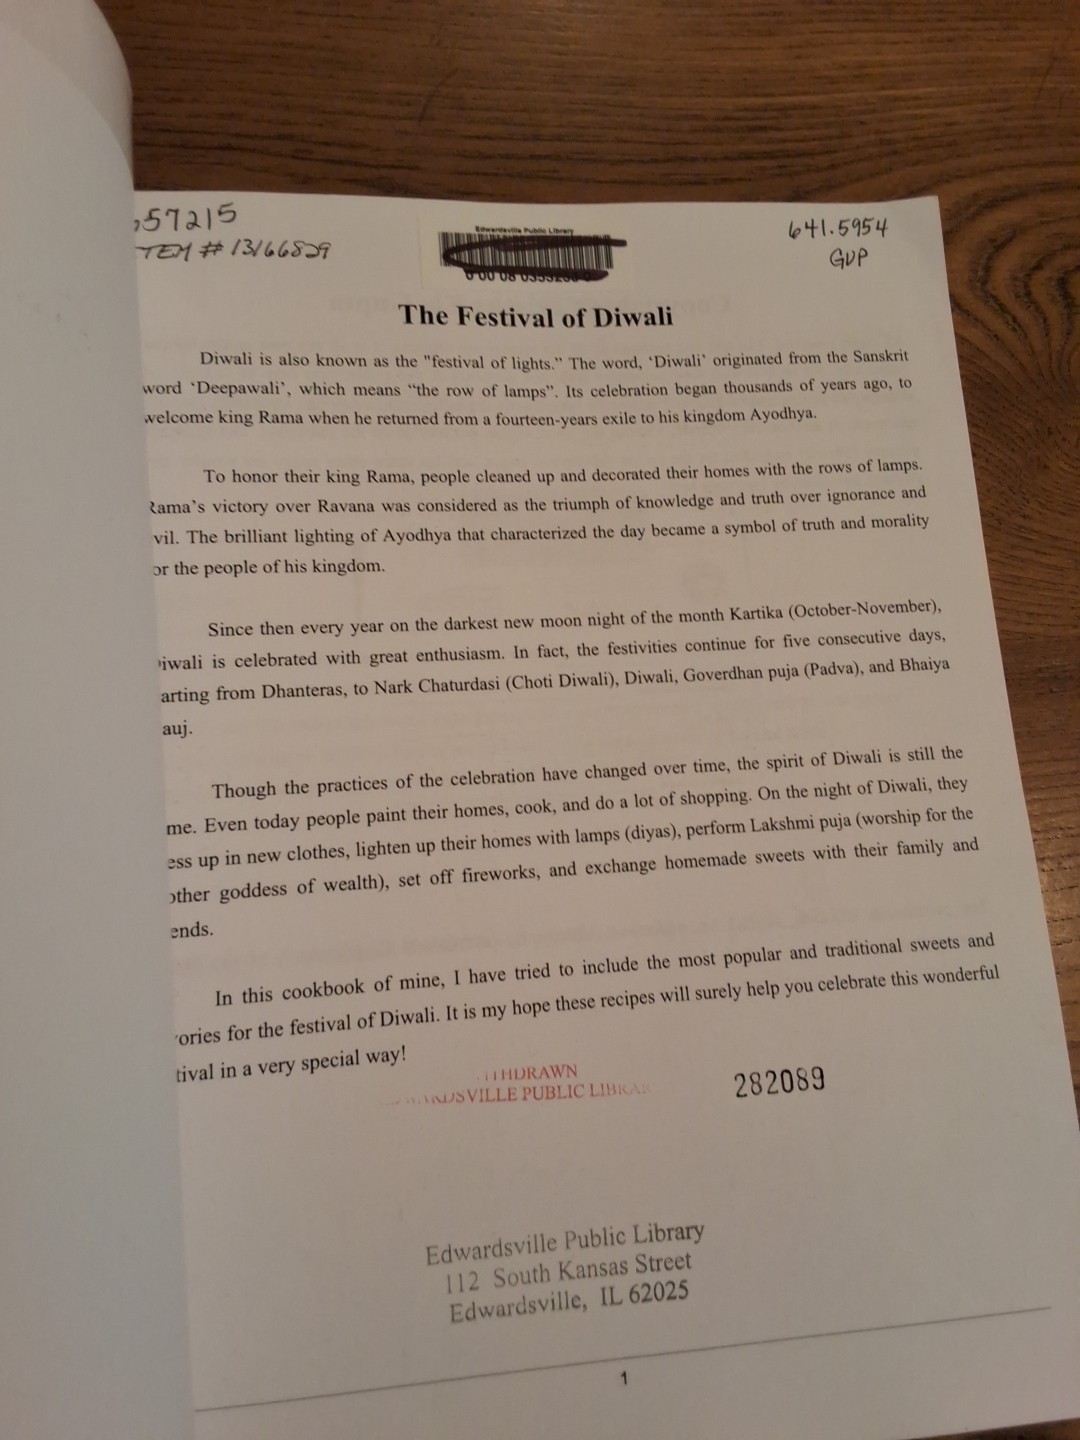 57215
TEM # 13166829
Edwardsville Public Library
641.5954
GUP
The Festival of Diwali
Diwali is also known as the "festival of lights.” The word, ‘Diwali’ originated from the Sanskrit
word ‘Deepawali’, which means “the row of lamps”. Its celebration began thousands of years ago, to
welcome king Rama when he returned from a fourteen-years exile to his kingdom Ayodhya.
To honor their king Rama, people cleaned up and decorated their homes with the rows of lamps.
Rama’s victory over Ravana was considered as the triumph of knowledge and truth over ignorance and
vil. The brilliant lighting of Ayodhya that characterized the day became a symbol of truth and morality
or the people of his kingdom.
Since then every year on the darkest new moon night of the month Kartika (October-November),
iwali is celebrated with great enthusiasm. In fact, the festivities continue for five consecutive days,
arting from Dhanteras, to Nark Chaturdasi (Choti Diwali), Diwali, Goverdhan puja (Padva), and Bhaiya
auj.
Though the practices of the celebration have changed over time, the spirit of Diwali is still the
me. Even today people paint their homes, cook, and do a lot of shopping. On the night of Diwali, they
ess up in new clothes, lighten up their homes with lamps (diyas), perform Lakshmi puja (worship for the
other goddess of wealth), set off fireworks, and exchange homemade sweets with their family and
ends.
In this cookbook of mine, I have tried to include the most popular and traditional sweets and
ories for the festival of Diwali. It is my hope these recipes will surely help you celebrate this wonderful
tival in a very special way!
THDRAWN
RDSVILLE PUBLIC LIBRAR
282089
Edwardsville Public Library
112 South Kansas Street
Edwardsville, IL 62025
1